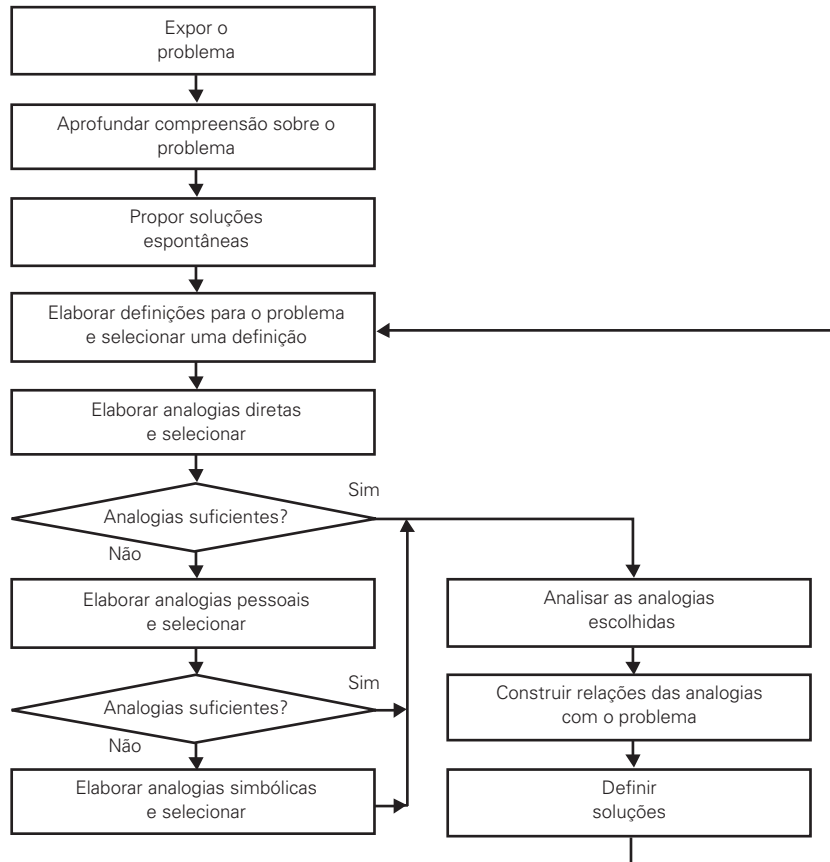 Expor o
problema
Aprofundar compreensão sobre o
problema
Propor soluções
espontâneas
Elaborar definições para o problema
e selecionar uma definição
Elaborar analogias diretas
e selecionar
Sim
Analogias suficientes?
Não
Elaborar analogias pessoais
e selecionar
Sim
Analogias suficientes?
Não
Elaborar analogias simbólicas
e selecionar
Analisar as analogias
escolhidas
Construir relações das analogias
com o problema
Definir
soluções